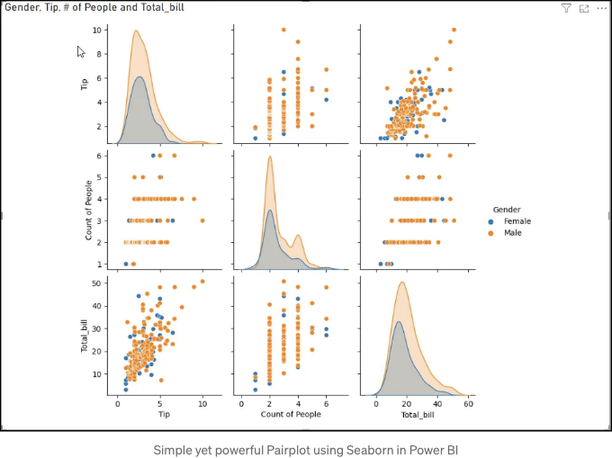 Gender, Tip, # of People and Total_bill
10
8
6
4
2
Tip
6
5
4
3
2
1
Count of People
Gender
Female
Male
50
40
30
20
10
Total_bill
0 5 10
Tip
0 2 4 6
Count of People
0 20 40 60
Total_bill
Simple yet powerful Pairplot using Seaborn in Power BI